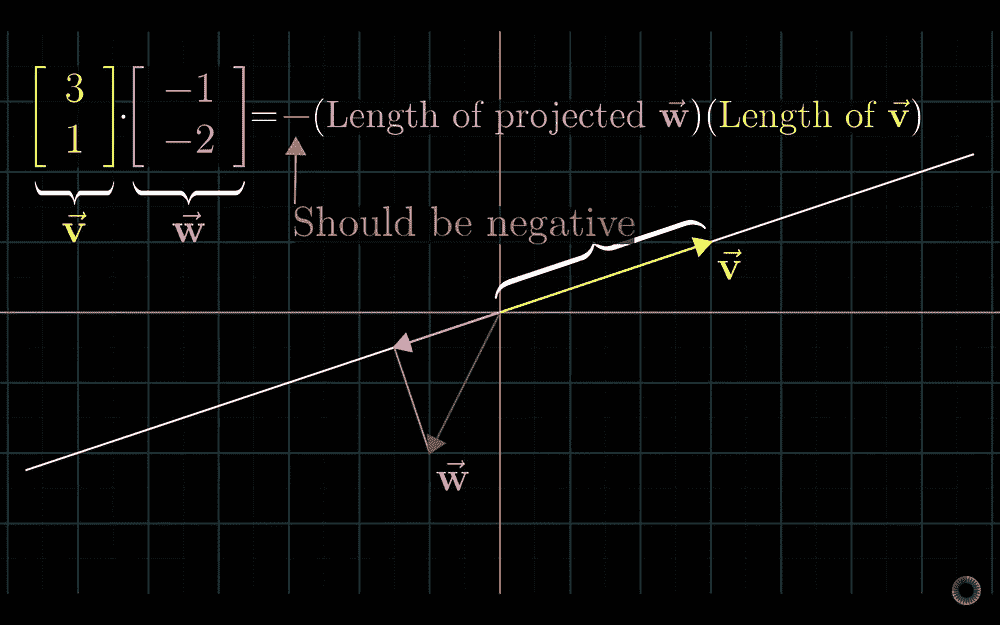 [3 1] · [−1 −2] = −(Length of projected w⃗)(Length of v⃗)
v⃗ w⃗
Should be negative
v⃗
w⃗